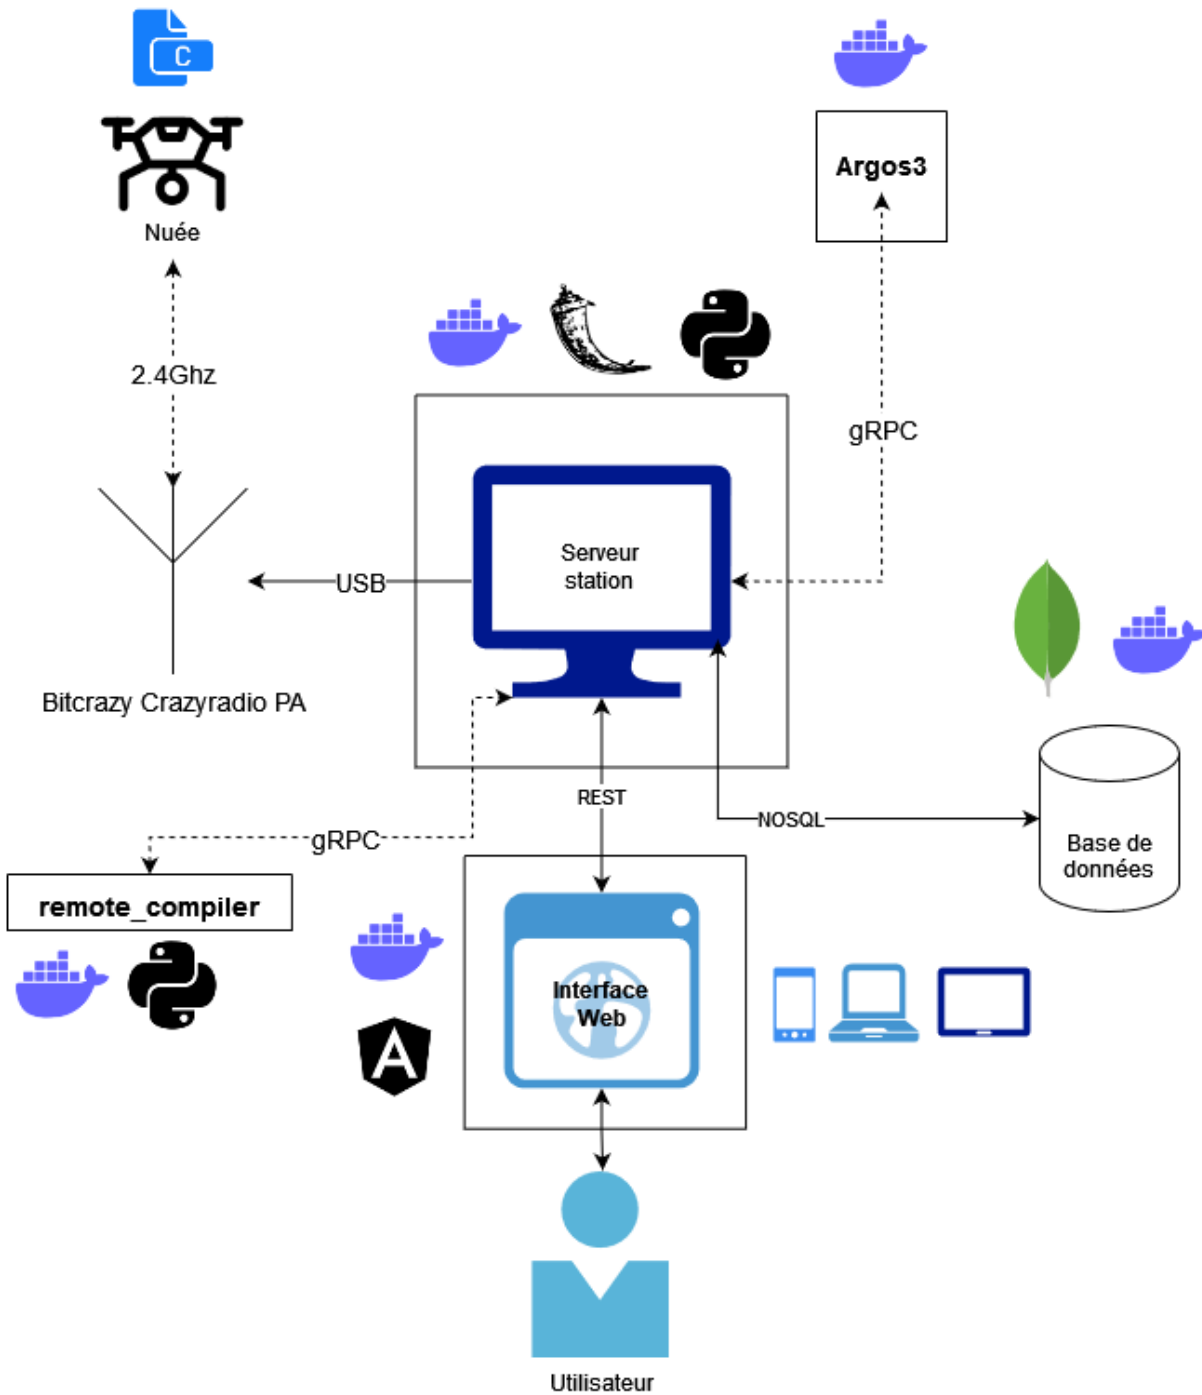 C
Nuée
2.4Ghz
Argos3
gRPC
Serveur
station
USB
Bitcrazy Crazyradio PA
REST
NOSQL
gRPC
remote_compiler
Base de
données
A
Interface
Web
Utilisateur